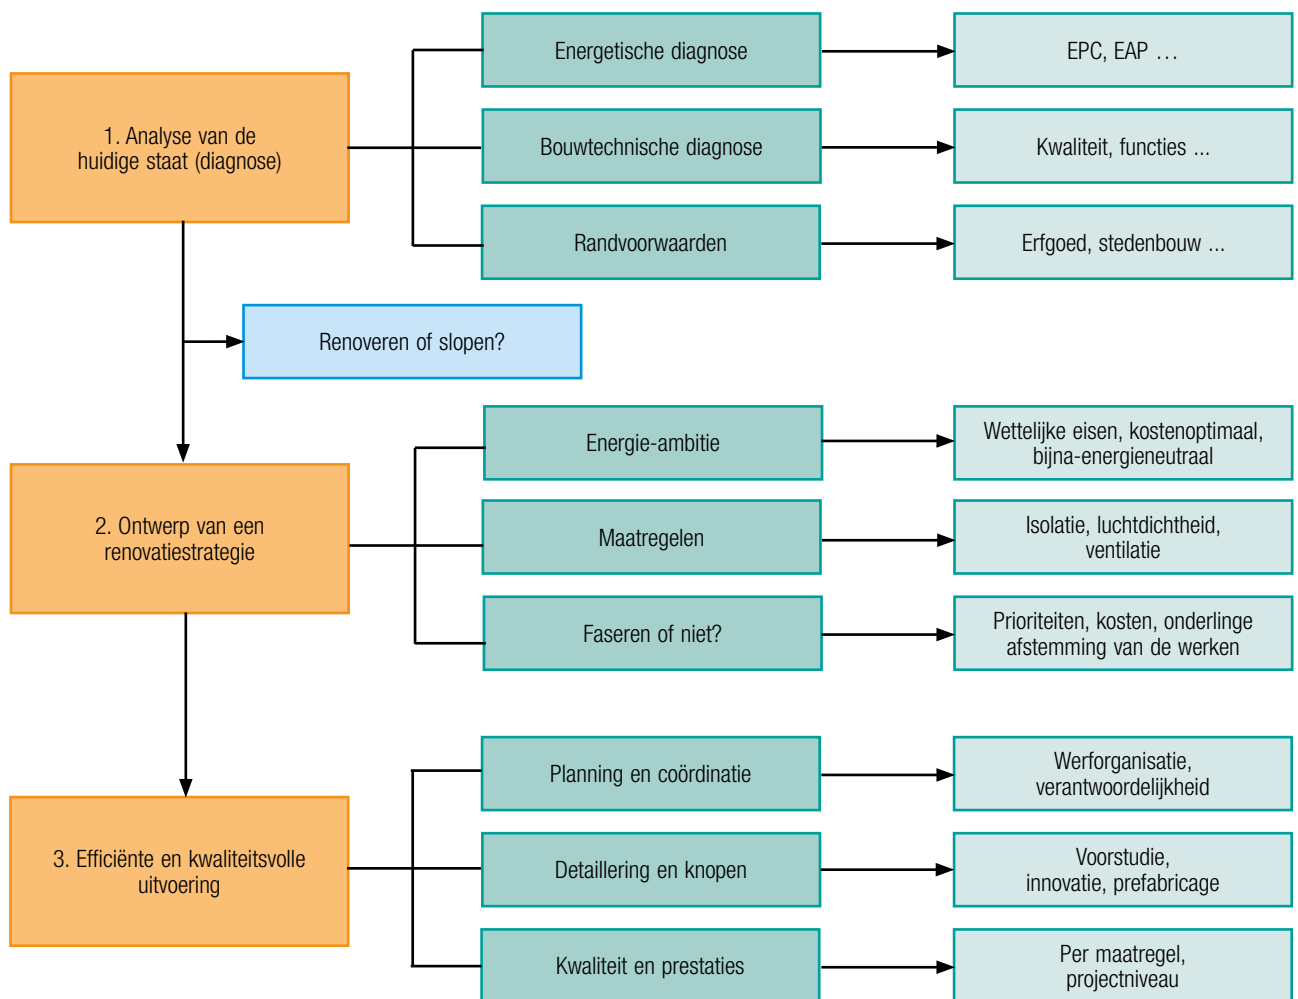 Energetische diagnose
EPC, EAP …
1. Analyse van de
huidige staat (diagnose)
Bouwtechnische diagnose
Kwaliteit, functies ...
Randvoorwaarden
Erfgoed, stedenbouw ...
Renoveren of slopen?
Energie-ambitie
Wettelijke eisen, kostenoptimaal,
bijna-energieneutraal
2. Ontwerp van een
renovatiestrategie
Maatregelen
Isolatie, luchtdichtheid,
ventilatie
Faseren of niet?
Prioriteiten, kosten, onderlinge
afstemming van de werken
Planning en coördinatie
Werforganisatie,
verantwoordelijkheid
3. Efficiënte en kwaliteitsvolle
uitvoering
Detaillering en knopen
Voorstudie,
innovatie, prefabricage
Kwaliteit en prestaties
Per maatregel,
projectniveau